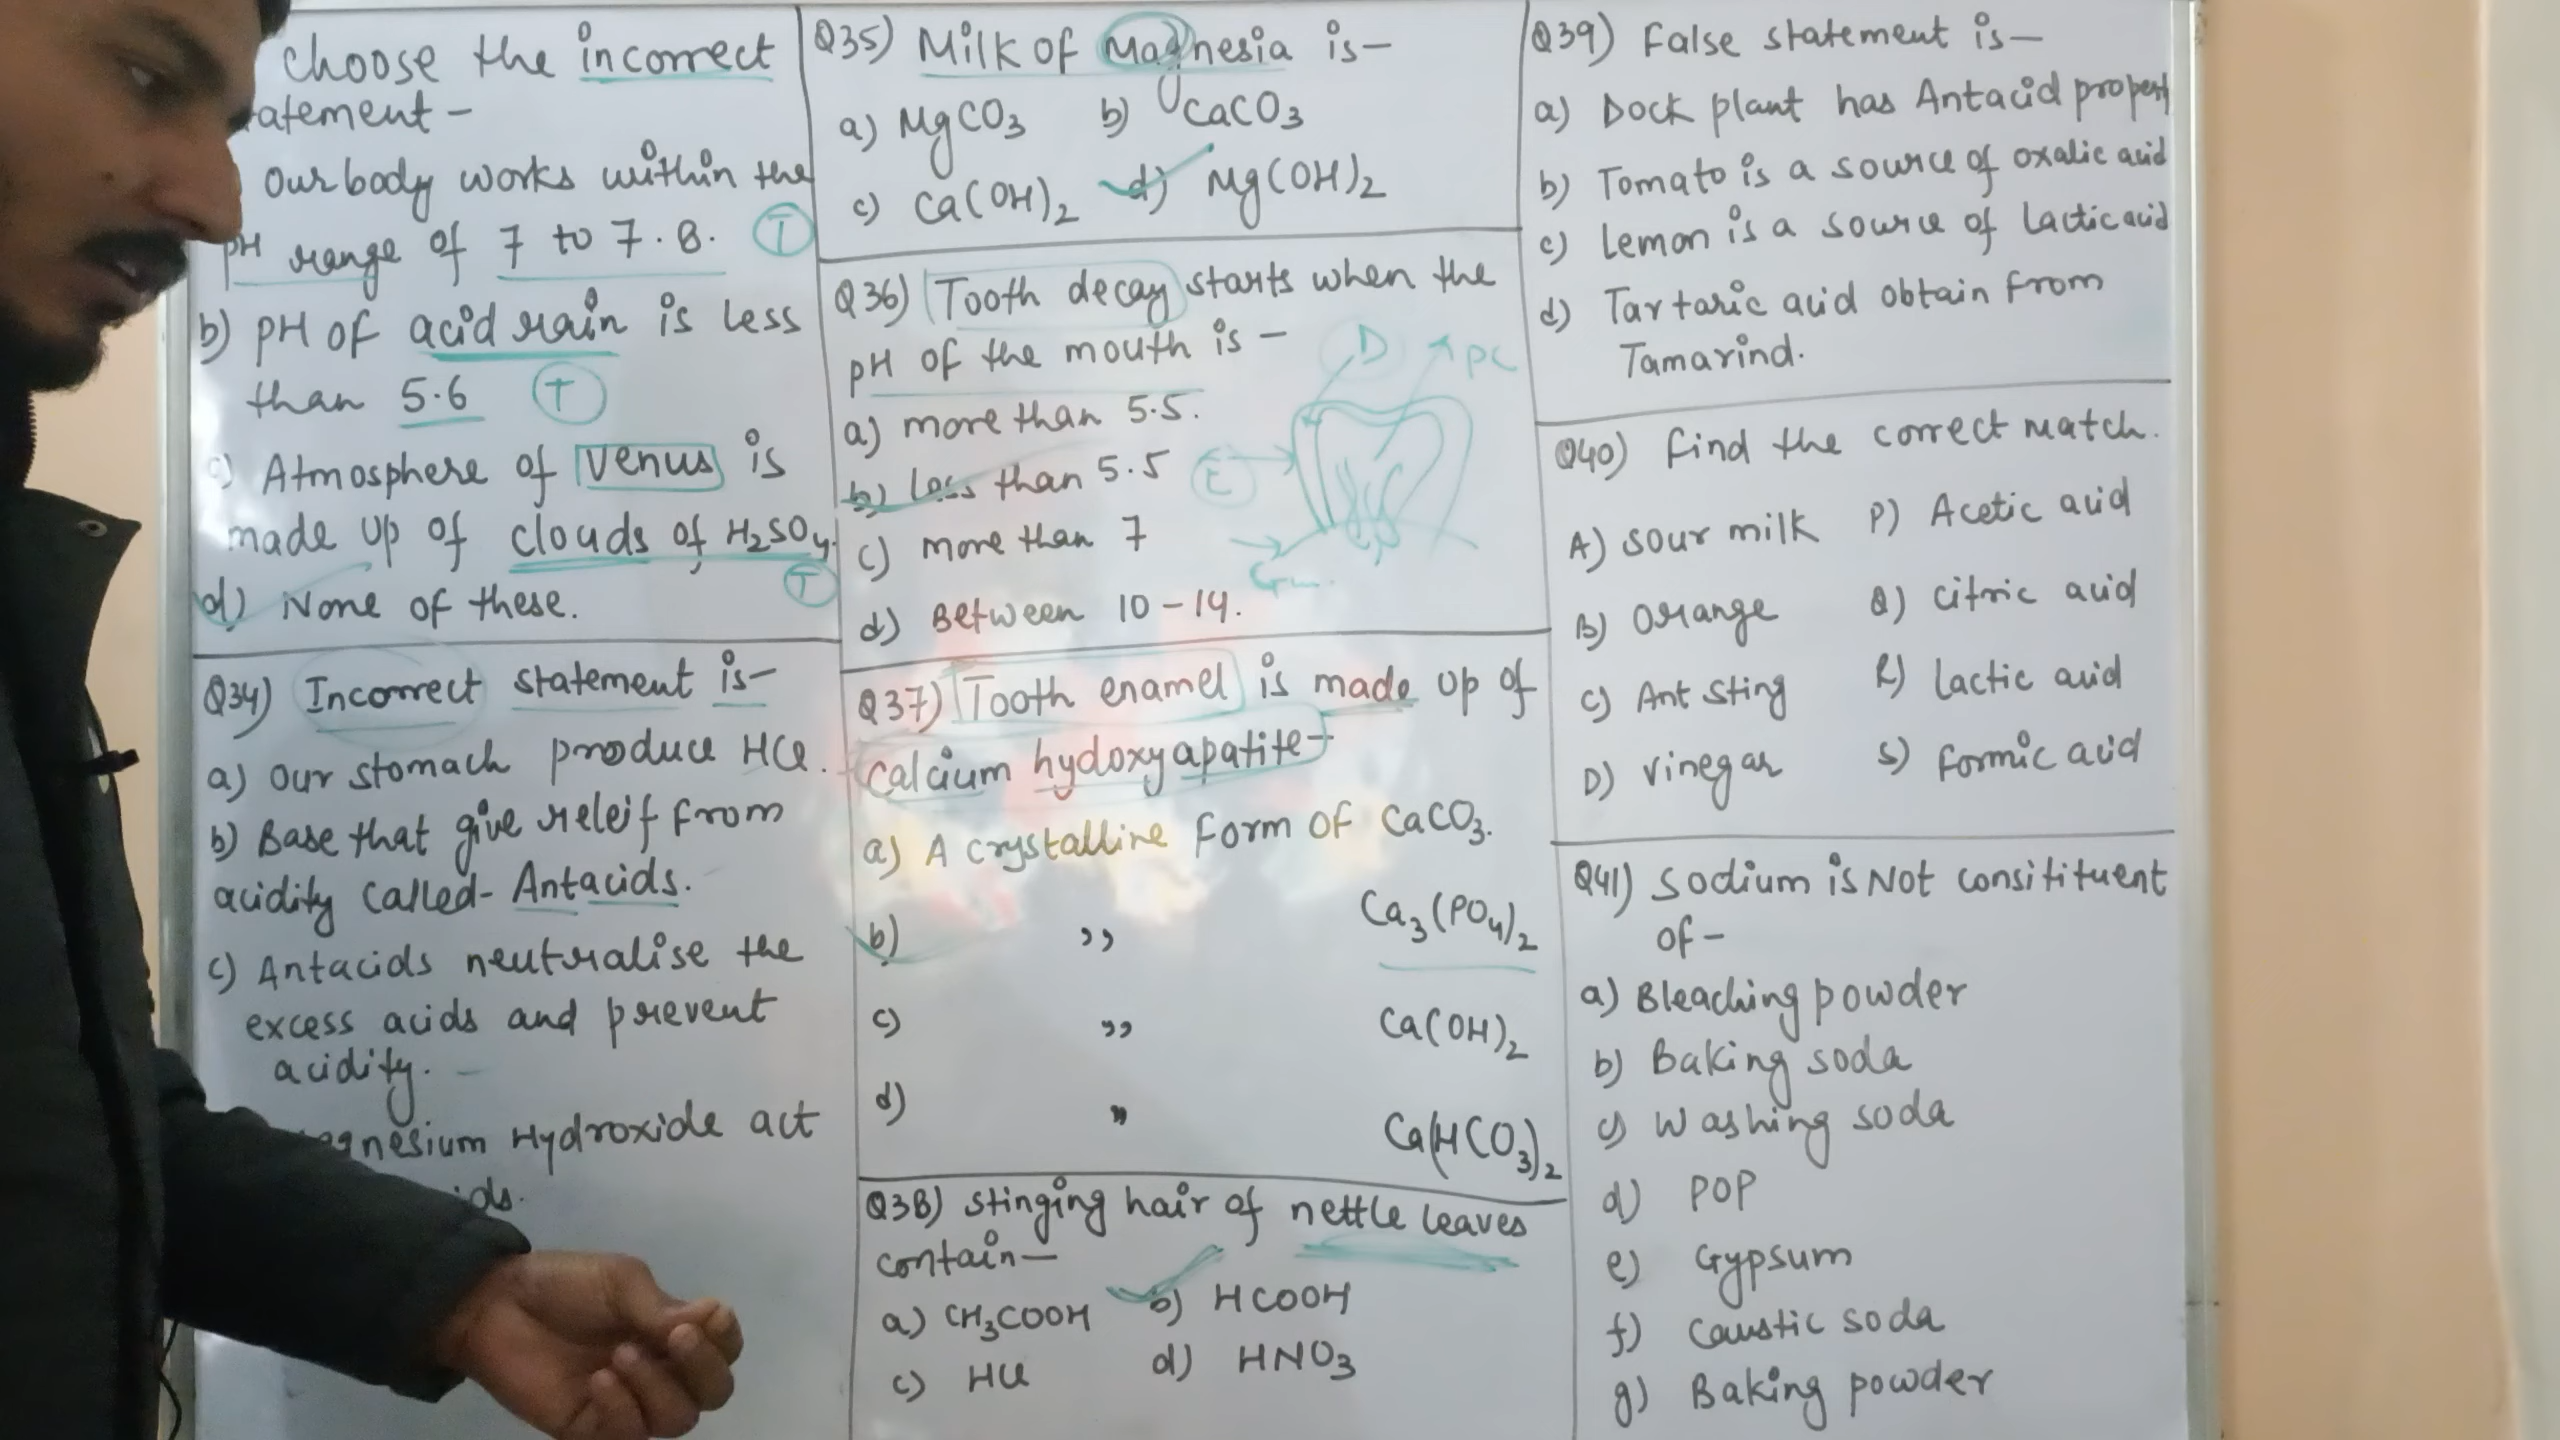 choose the incorrect
atement -
our body works within the
pH range of 7 to 7.8. T
b) pH of acid rain is less
than 5.6 T
c) Atmosphere of Venus is
made up of clouds of H₂SO₄.
T
d) None of these.
Q34) Incorrect statement is-
a) our stomach produce HCl.
b) Base that give releif from
acidity called- Antacids.
c) Antacids neutralise the
excess acids and prevent
acidity.
gnesium Hydroxide act
ids.
Q35) Milk of Magnesia is-
a) MgCO₃ b) CaCO₃
c) Ca(OH)₂ d) Mg(OH)₂
Q36) Tooth decay starts when the
pH of the mouth is -
a) more than 5.5.
b) less than 5.5
c) more than 7
d) Between 10-14.
D
PC
E
Q37) Tooth enamel is made up of
calcium hydoxyapatite-
a) A crystalline form of CaCO₃.
b) ,, Ca₃(PO₄)₂
c) ,, Ca(OH)₂
d) ,, Ca(HCO₃)₂
Q38) stinging hair of nettle leaves
contain-
a) CH₃COOH b) HCOOH
c) HCl d) HNO₃
Q39) False statement is-
a) Dock plant has Antacid propert
b) Tomato is a source of oxalic acid
c) Lemon is a source of Lactic acid
d) Tartaric acid obtain from
Tamarind.
Q40) find the correct match.
A) sour milk P) Acetic acid
B) Orange Q) citric acid
C) Ant sting R) lactic acid
D) vinegar S) formic acid
Q41) sodium is Not consitituent
of -
a) Bleaching powder
b) Baking soda
c) Washing soda
d) POP
e) Gypsum
f) caustic soda
g) Baking powder